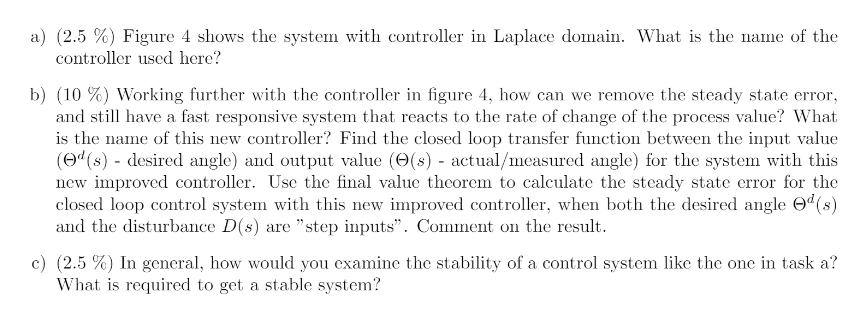 a) (2.5 %) Figure 4 shows the system with controller in Laplace domain. What is the name of the
controller used here?
b) (10 %) Working further with the controller in figure 4, how can we remove the steady state error,
and still have a fast responsive system that reacts to the rate of change of the process value? What
is the name of this new controller? Find the closed loop transfer function between the input value
(Θᵈ(s) - desired angle) and output value (Θ(s) - actual/measured angle) for the system with this
new improved controller. Use the final value theorem to calculate the steady state error for the
closed loop control system with this new improved controller, when both the desired angle Θᵈ(s)
and the disturbance D(s) are "step inputs". Comment on the result.
c) (2.5 %) In general, how would you examine the stability of a control system like the one in task a?
What is required to get a stable system?